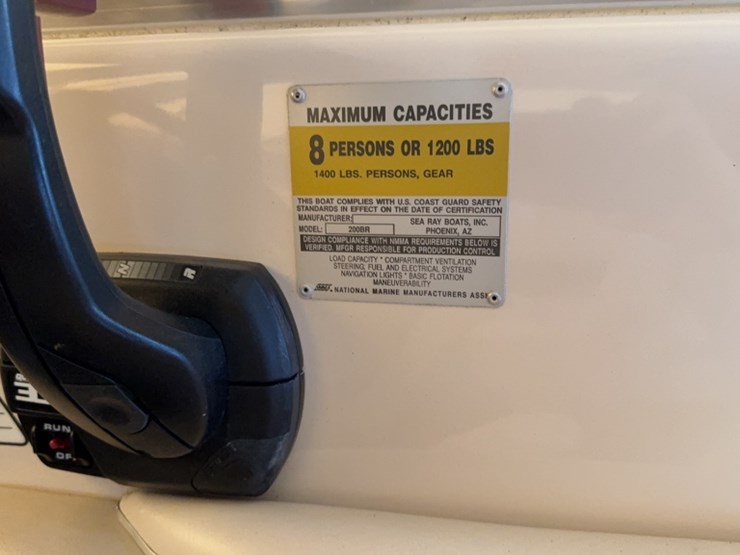 MAXIMUM CAPACITIES
8 PERSONS OR 1200 LBS
1400 LBS. PERSONS, GEAR
THIS BOAT COMPLIES WITH U.S. COAST GUARD SAFETY
STANDARDS IN EFFECT ON THE DATE OF CERTIFICATION
MANUFACTURER: SEA RAY BOATS, INC.
MODEL: 200BR PHOENIX, AZ
DESIGN COMPLIANCE WITH NMMA REQUIREMENTS BELOW IS
VERIFIED. MFGR RESPONSIBLE FOR PRODUCTION CONTROL
LOAD CAPACITY * COMPARTMENT VENTILATION
STEERING, FUEL AND ELECTRICAL SYSTEMS
NAVIGATION LIGHTS * BASIC FLOTATION
MANEUVERABILITY
NATIONAL MARINE MANUFACTURERS ASSN
N R
RUN
OF